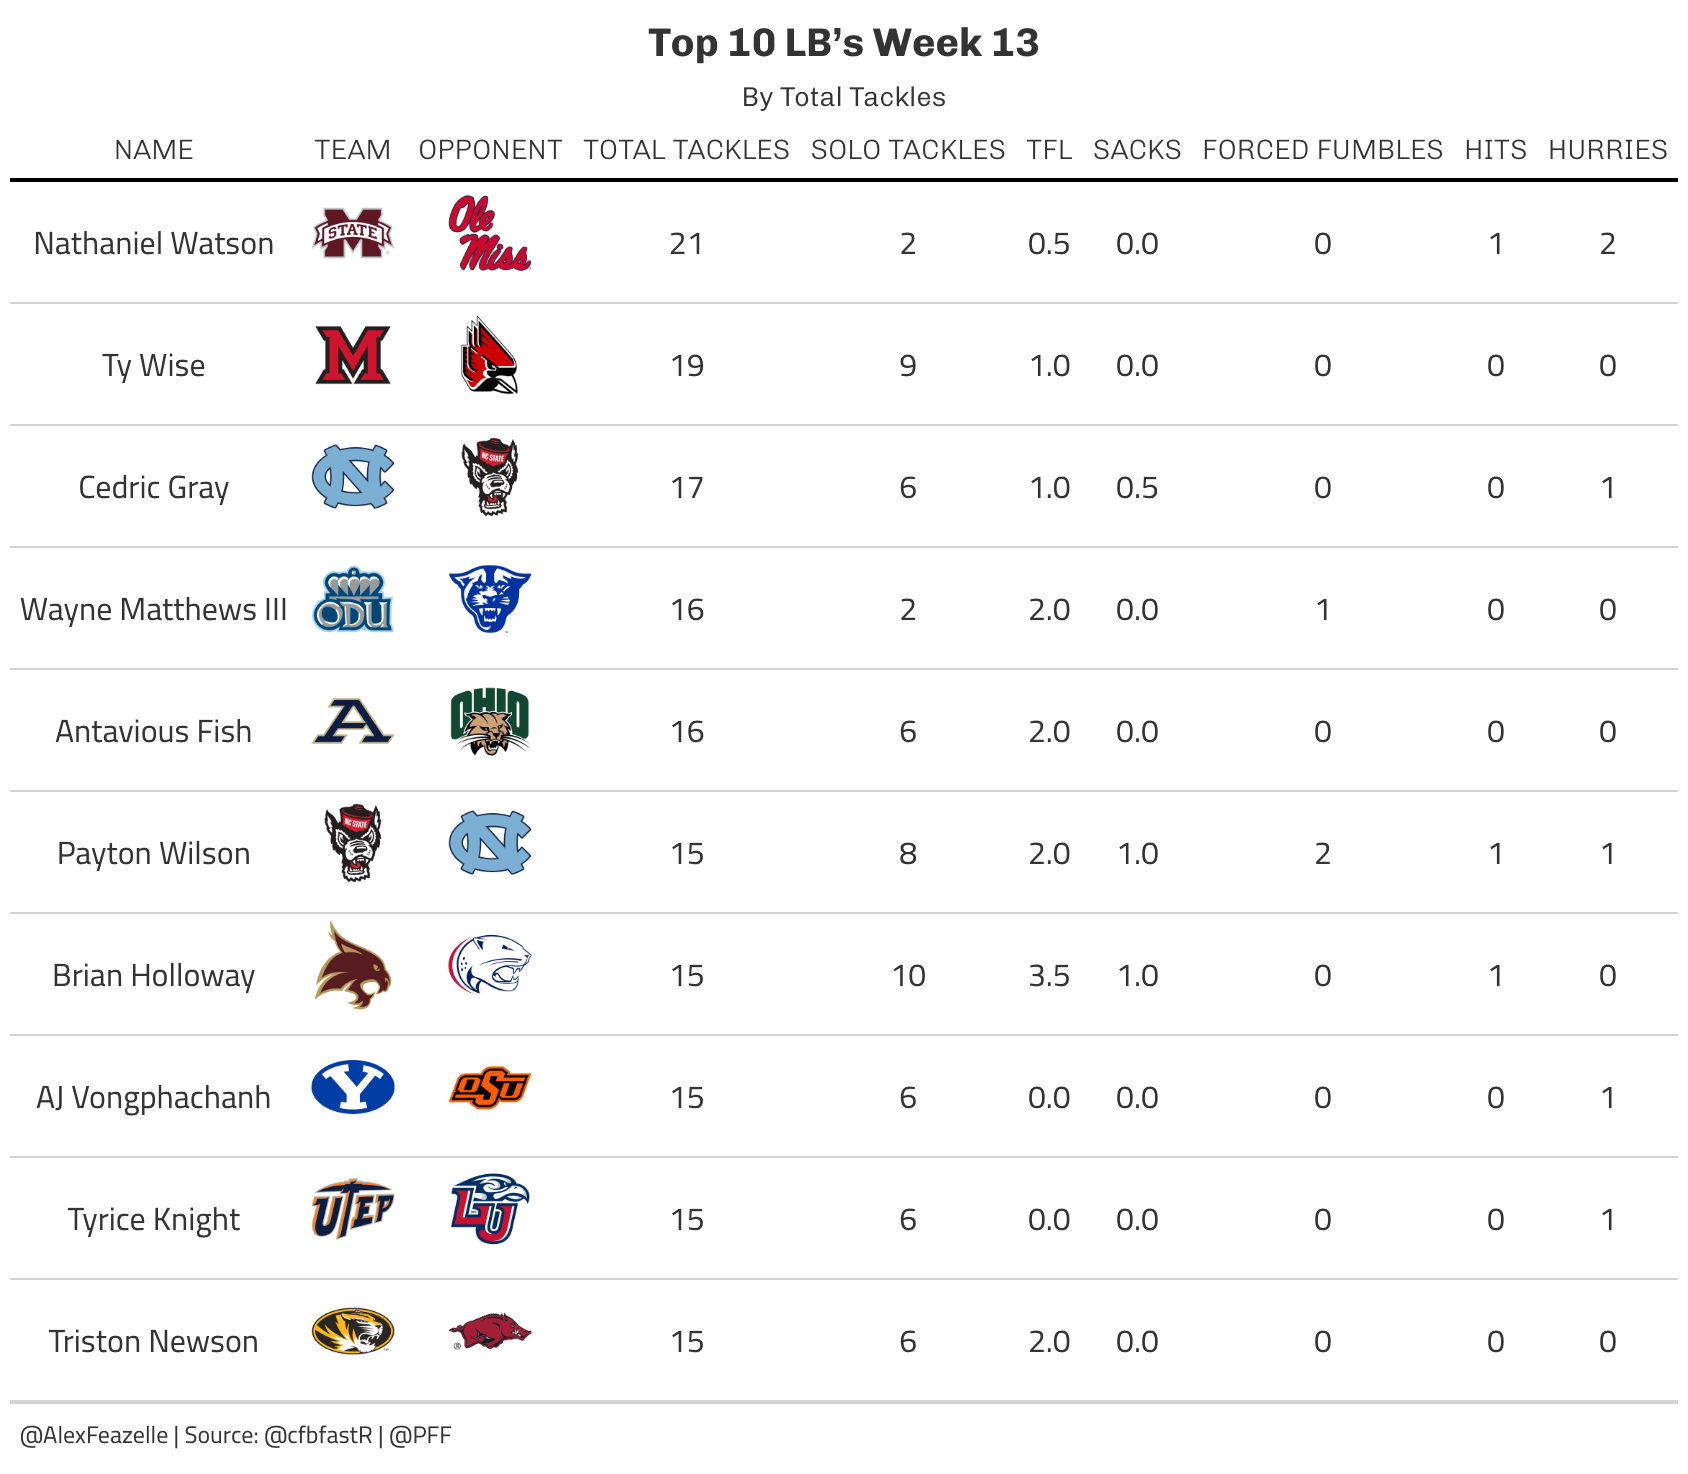 Top 10 LB’s Week 13
By Total Tackles
NAME TEAM OPPONENT TOTAL TACKLES SOLO TACKLES TFL SACKS FORCED FUMBLES HITS HURRIES
Nathaniel Watson STATE Ole Miss 21 2 0.5 0.0 0 1 2
Ty Wise M 19 9 1.0 0.0 0 0 0
Cedric Gray NC NC STATE 17 6 1.0 0.5 0 0 1
Wayne Matthews III ODU 16 2 2.0 0.0 1 0 0
Antavious Fish A OHIO 16 6 2.0 0.0 0 0 0
Payton Wilson NC STATE NC 15 8 2.0 1.0 2 1 1
Brian Holloway 15 10 3.5 1.0 0 1 0
AJ Vongphachanh Y OSU 15 6 0.0 0.0 0 0 1
Tyrice Knight UTEP LU 15 6 0.0 0.0 0 0 1
Triston Newson ® 15 6 2.0 0.0 0 0 0
@AlexFeazelle | Source: @cfbfastR | @PFF